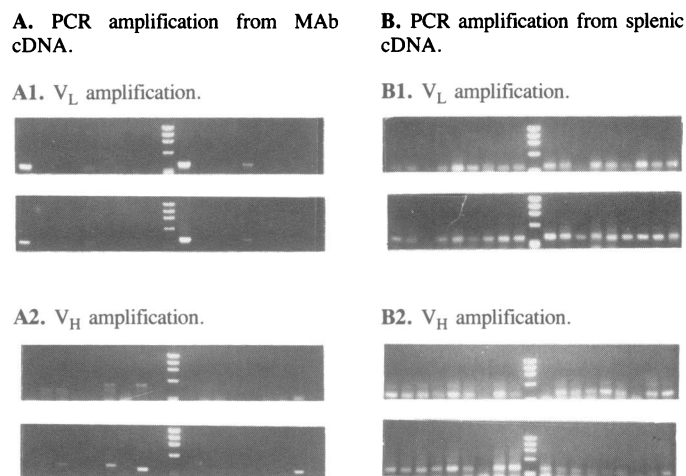 A. PCR amplification from MAb
cDNA.
A1. VL amplification.
A2. VH amplification.
B. PCR amplification from splenic
cDNA.
B1. VL amplification.
B2. VH amplification.